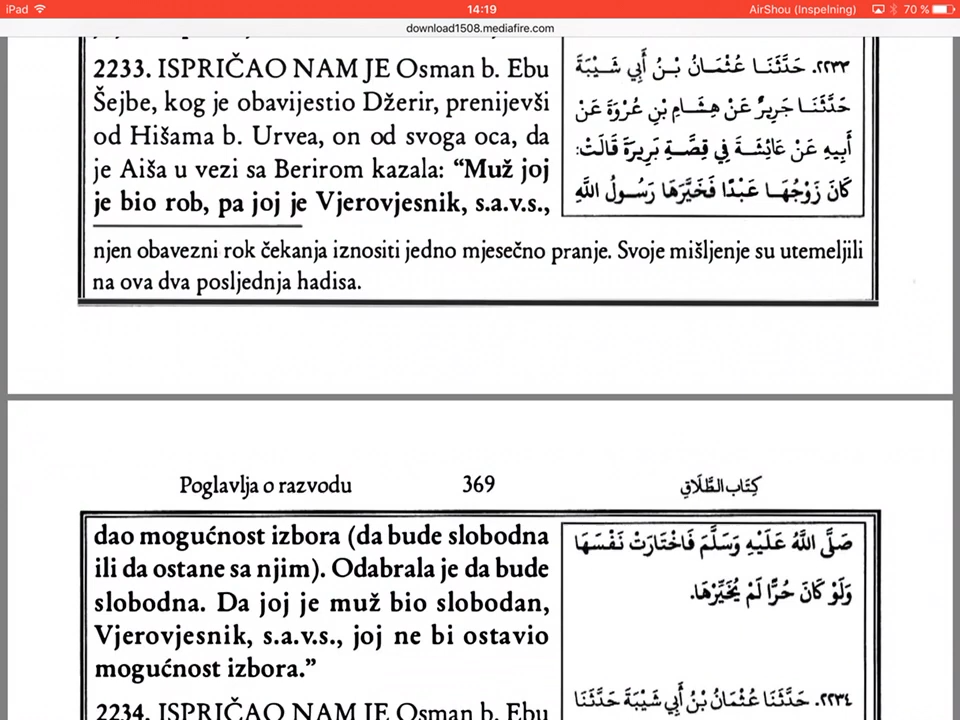 iPad 14:19 AirShou (Inspelning) 70 %
download1508.mediafire.com
2233. ISPRIČAO NAM JE Osman b. Ebu
Šejbe, kog je obavijestio Džerir, prenijevši
od Hišama b. Urvea, on od svoga oca, da
je Aiša u vezi sa Berirom kazala: “Muž joj
je bio rob, pa joj je Vjerovjesnik, s.a.v.s.,
٢٢٣٣. حَدَّثَنَا عُثْمَانُ بْنُ أَبِي شَيْبَةَ
حَدَّثَنَا جَرِيرٌ عَنْ هِشَامِ بْنِ عُرْوَةَ عَنْ
أَبِيهِ عَنْ عَائِشَةَ فِي قِصَّةِ بَرِيرَةَ قَالَتْ:
كَانَ زَوْجُهَا عَبْدًا فَخَيَّرَهَا رَسُولُ اللَّهِ
njen obavezni rok čekanja iznositi jedno mjesečno pranje. Svoje mišljenje su utemeljili
na ova dva posljednja hadisa.
Poglavlja o razvodu 369 كِتَاب الطَّلَاقِ
dao mogućnost izbora (da bude slobodna
ili da ostane sa njim). Odabrala je da bude
slobodna. Da joj je muž bio slobodan,
Vjerovjesnik, s.a.v.s., joj ne bi ostavio
mogućnost izbora.”
2234. ISPRIČAO NAM JE Osman b. Ebu
صَلَّى اللَّهُ عَلَيْهِ وَسَلَّمَ فَاخْتَارَتْ نَفْسَهَا
وَلَوْ كَانَ حُرًّا لَمْ يُخَيِّرْهَا.
٢٢٣٤. حَدَّثَنَا عُثْمَانُ بْنُ أَبِي شَيْبَةَ حَدَّثَنَا